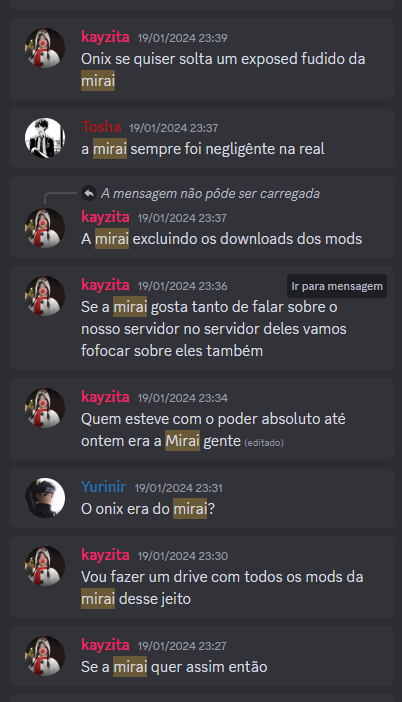 kayzita 19/01/2024 23:39
Onix se quiser solta um exposed fudido da
mirai
Tosha 19/01/2024 23:37
a mirai sempre foi negligênte na real
A mensagem não pôde ser carregada
kayzita 19/01/2024 23:37
A mirai excluindo os downloads dos mods
kayzita 19/01/2024 23:36
Ir para mensagem
Se a mirai gosta tanto de falar sobre o
nosso servidor no servidor deles vamos
fofocar sobre eles também
kayzita 19/01/2024 23:34
Quem esteve com o poder absoluto até
ontem era a Mirai gente (editado)
Yurinir 19/01/2024 23:31
O onix era do mirai?
kayzita 19/01/2024 23:30
Vou fazer um drive com todos os mods da
mirai desse jeito
kayzita 19/01/2024 23:27
Se a mirai quer assim então